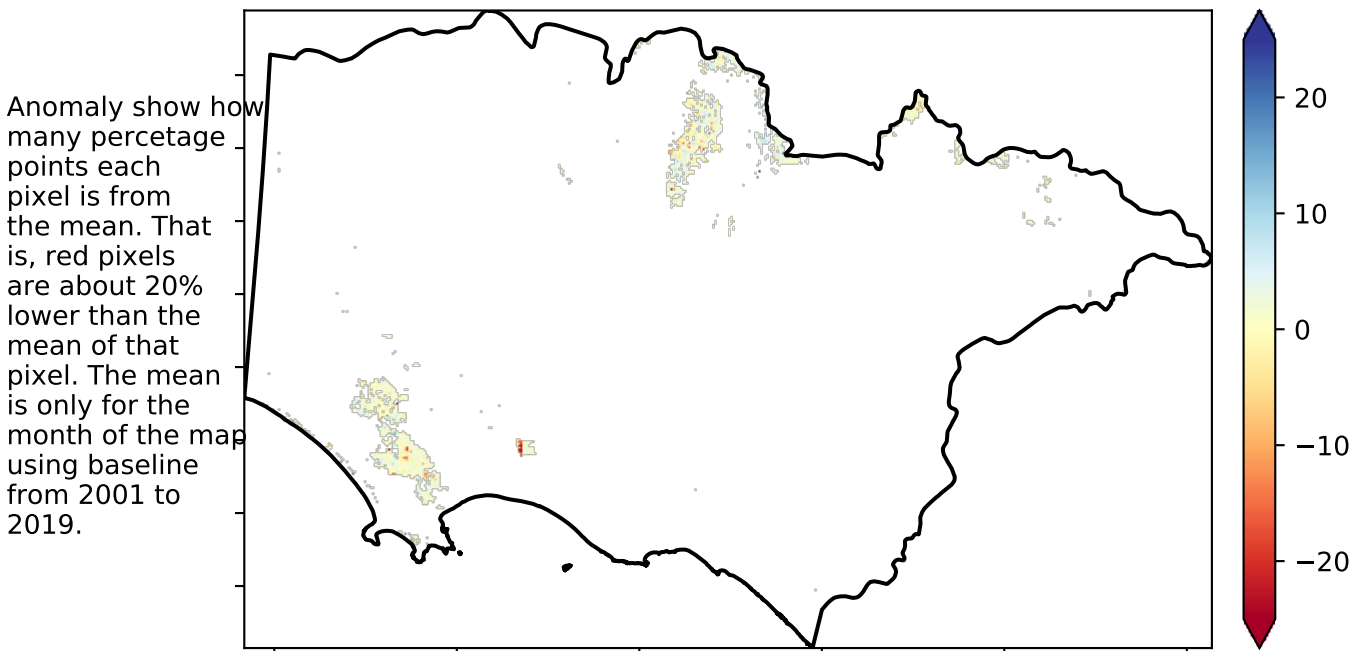 Anomaly show how
many percetage
points each
pixel is from
the mean. That
is, red pixels
are about 20%
lower than the
mean of that
pixel. The mean
is only for the
month of the map
using baseline
from 2001 to
2019.
20
10
0
−10
−20